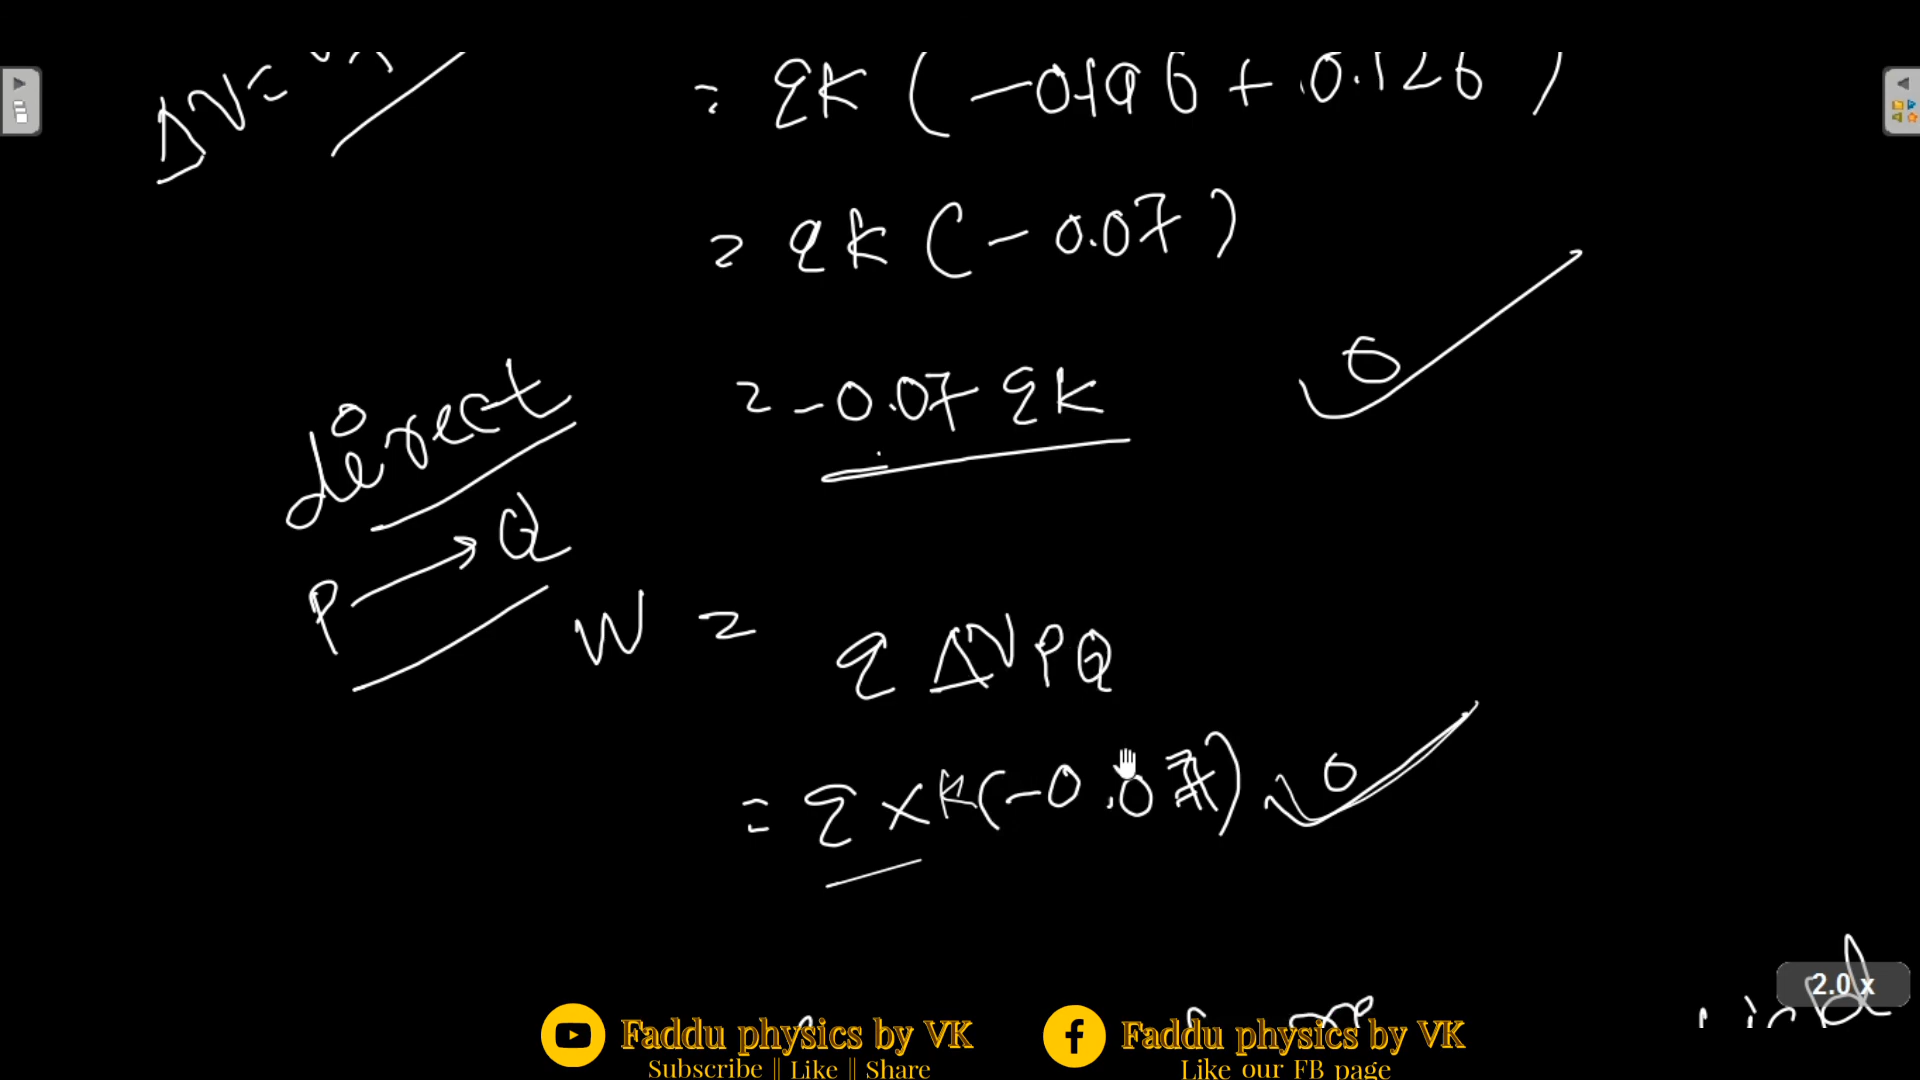 ΔV =
= qk ( -0.196 + 0.126 )
= qk ( - 0.07 )
= -0.07 qk
direct
P → Q
W = q ΔV PQ
= q x k(-0.07)
2.0 x
Faddu physics by VK
Subscribe || Like || Share
Faddu physics by VK
Like our FB page